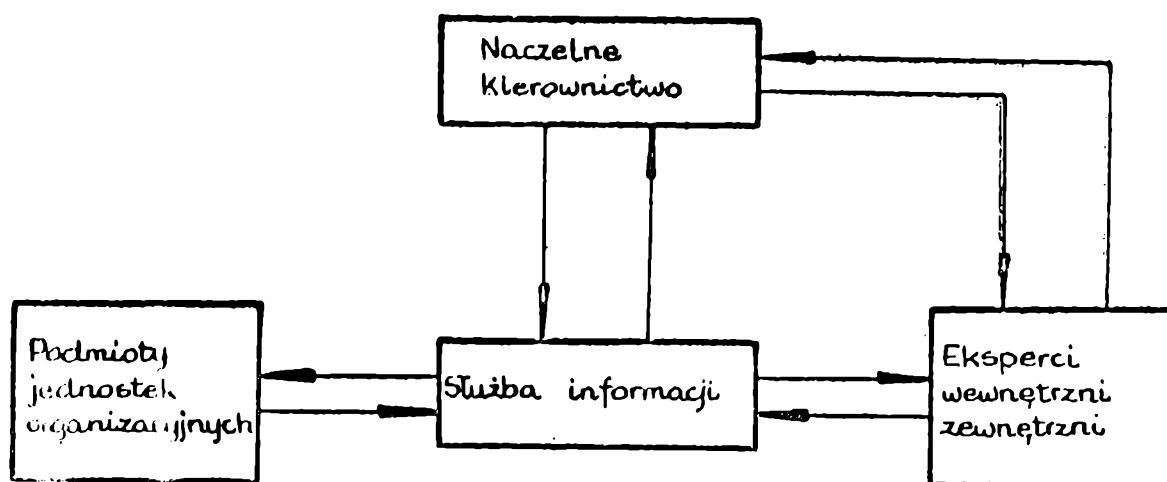 Naczelne
kierownictwo
Podmioty
jednostek
organizacyjnych
Służba informacji
Eksperci
wewnętrzni
zewnętrzni